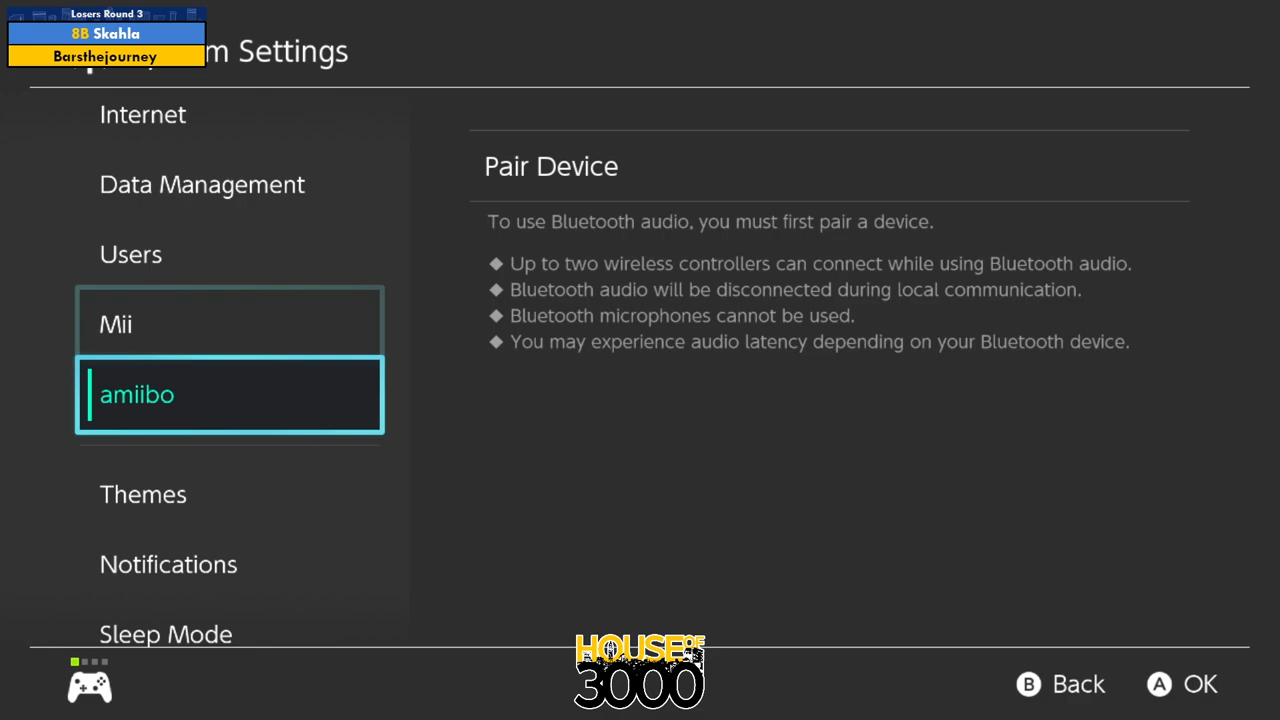 Losers Round 3
8B Skahla
Barsthejourney
m Settings
Internet
Data Management
Users
Mii
amiibo
Themes
Notifications
Sleep Mode
Pair Device
To use Bluetooth audio, you must first pair a device.
◆ Up to two wireless controllers can connect while using Bluetooth audio.
◆ Bluetooth audio will be disconnected during local communication.
◆ Bluetooth microphones cannot be used.
◆ You may experience audio latency depending on your Bluetooth device.
HOUSE OF
3000
B Back
A OK